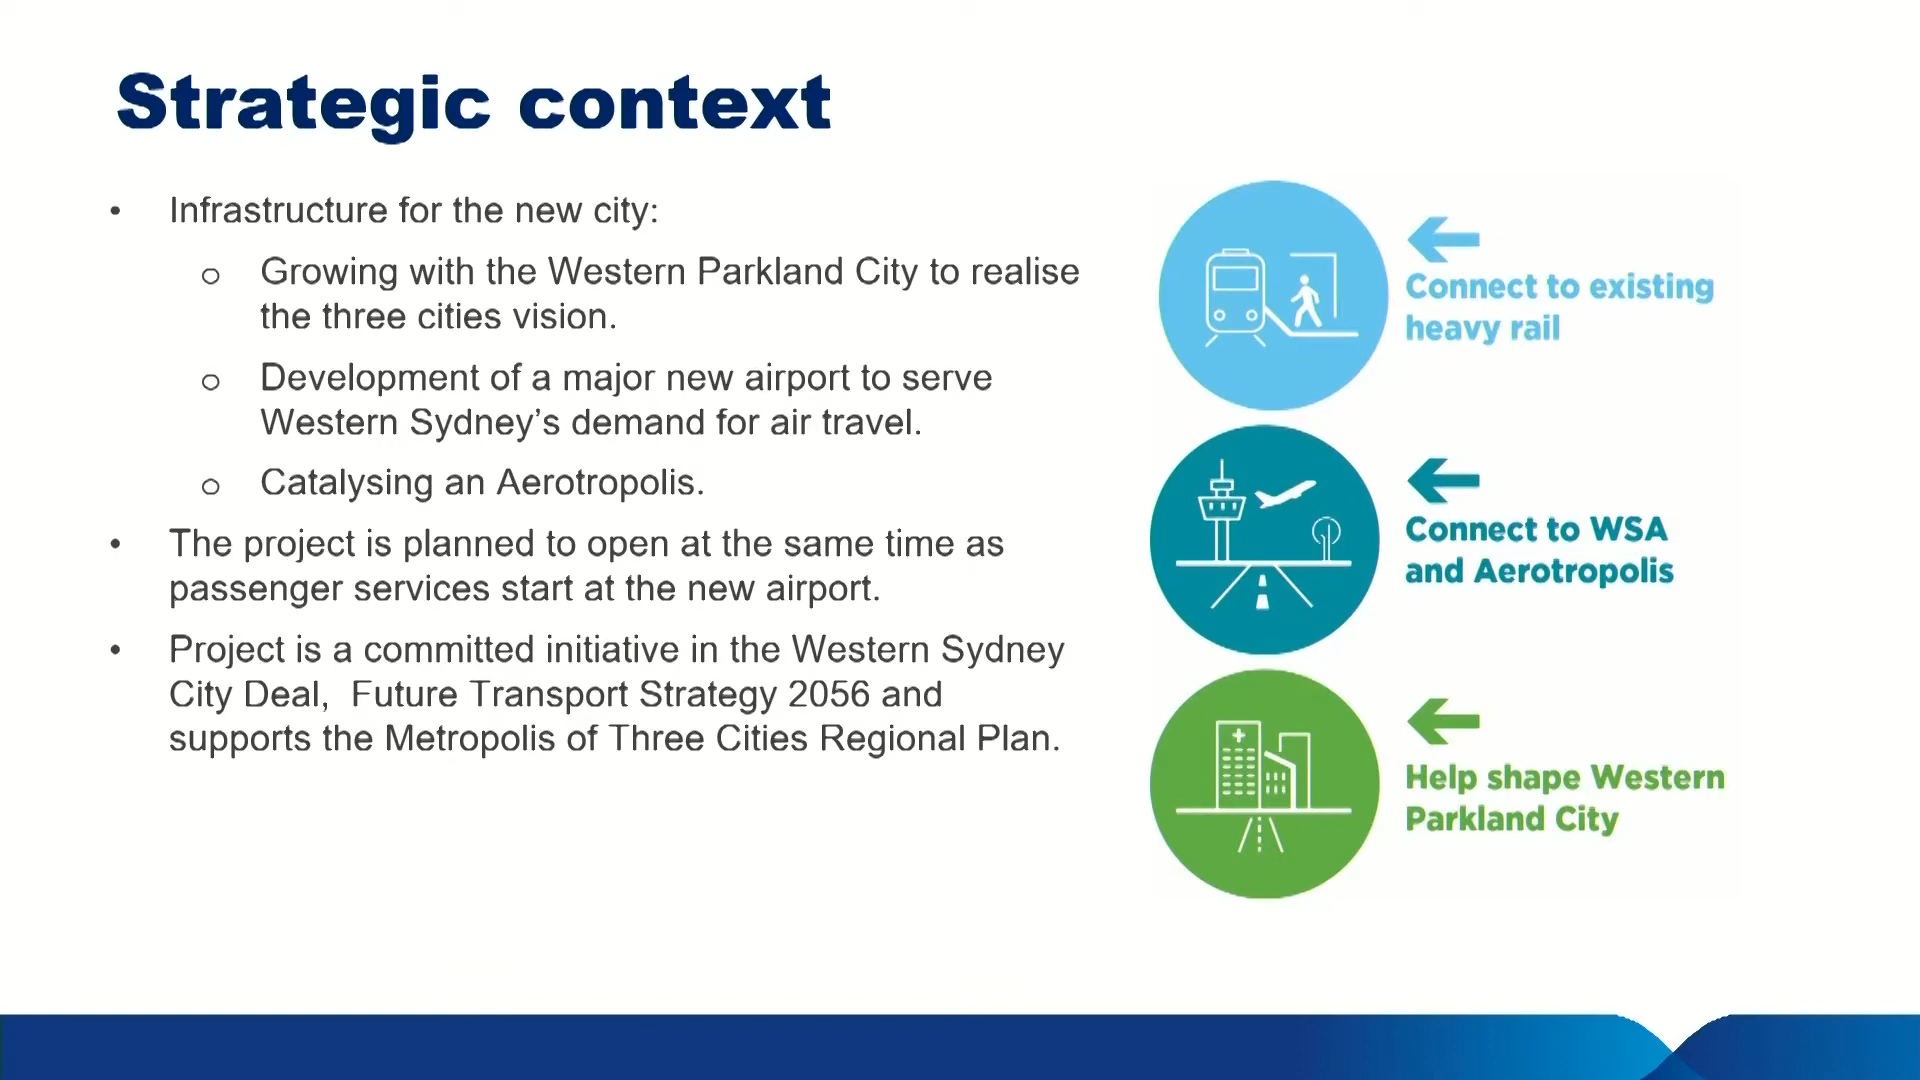 Strategic context
• Infrastructure for the new city:
o Growing with the Western Parkland City to realise
the three cities vision.
o Development of a major new airport to serve
Western Sydney’s demand for air travel.
o Catalysing an Aerotropolis.
• The project is planned to open at the same time as
passenger services start at the new airport.
• Project is a committed initiative in the Western Sydney
City Deal,  Future Transport Strategy 2056 and
supports the Metropolis of Three Cities Regional Plan.
Connect to existing
heavy rail
Connect to WSA
and Aerotropolis
Help shape Western
Parkland City